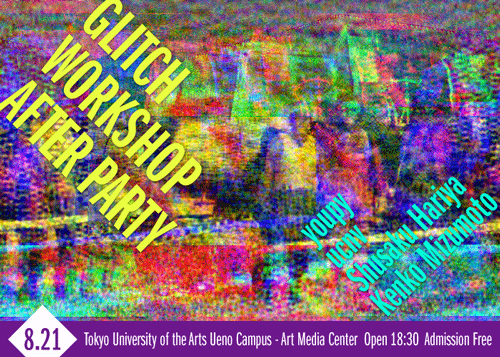 GLITCH
WORKSHOP
AFTER PARTY
youpy
ucnv
Shusaku Hariya
Kenko Mizumoto
8.21 Tokyo University of the Arts Ueno Campus - Art Media Center Open 18:30 Admission Free